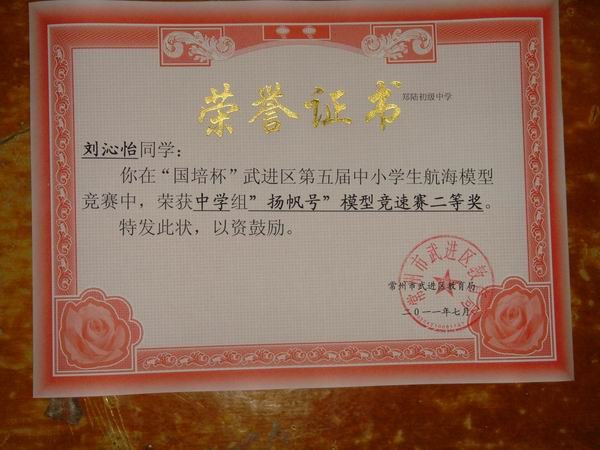 荣誉证书
郑陆初级中学
刘沁怡同学：
你在“国培杯”武进区第五届中小学生航海模型
竞赛中，荣获中学组”扬帆号”模型竞速赛二等奖。
特发此状，以资鼓励。
常州市武进区教育局
二〇一一年七月